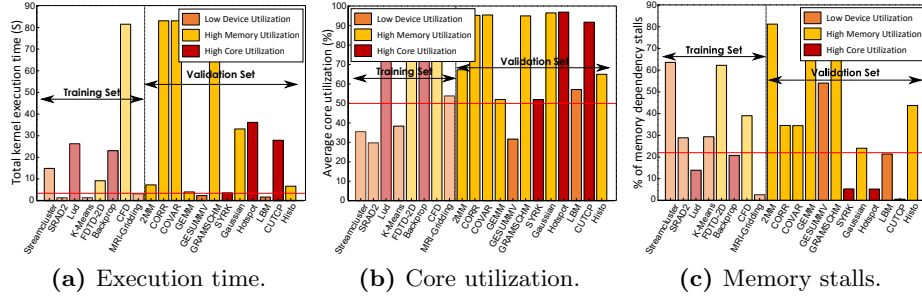 Total kernel execution time (S)
90
80
70
60
50
40
30
20
10
0
Low Device Utilization
High Memory Utilization
High Core Utilization
Training Set
Validation Set
Streamcluster
SRAD2
Lud
K-Means
FDTD-2D
Backprop
CFD
MRI-Gridding
2MM
CORR
COVAR
GEMM
GESUMMV
GRAMSCHM
SYRK
Gaussian
Hotspot
LBM
CUTCP
Histo
(a) Execution time.
Average core utilization (%)
100
90
80
70
60
50
40
30
20
10
0
Low Device Utilization
High Memory Utilization
High Core Utilization
Training Set
Validation Set
Streamcluster
SRAD2
Lud
K-Means
FDTD-2D
Backprop
CFD
MRI-Gridding
2MM
CORR
COVAR
GEMM
GESUMMV
GRAMSCHM
SYRK
Gaussian
Hotspot
LBM
CUTCP
Histo
(b) Core utilization.
% of memory dependency stalls
90
80
70
60
50
40
30
20
10
0
Low Device Utilization
High Memory Utilization
High Core Utilization
Training Set
Validation Set
Streamcluster
SRAD2
Lud
K-Means
FDTD-2D
Backprop
CFD
MRI-Gridding
2MM
CORR
COVAR
GEMM
GESUMMV
GRAMSCHM
SYRK
Gaussian
Hotspot
LBM
CUTCP
Histo
(c) Memory stalls.